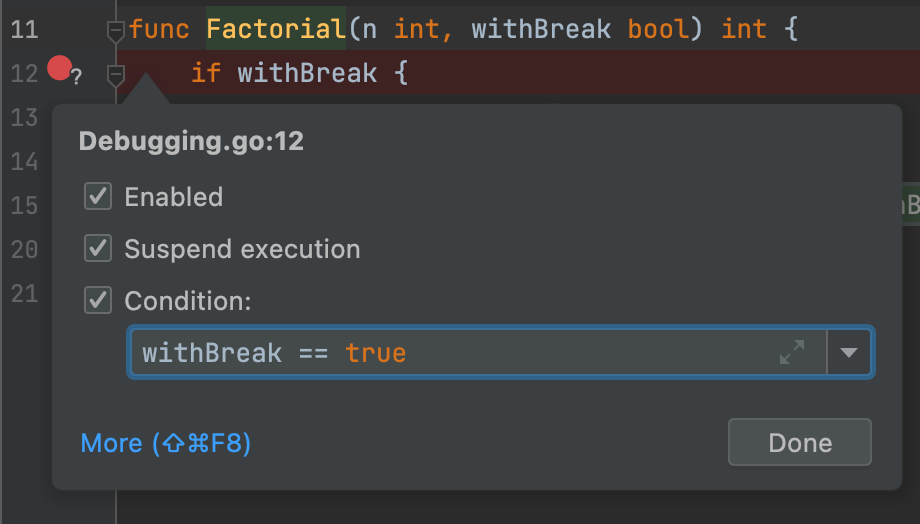 11 func Factorial(n int, withBreak bool) int {
12 ? if withBreak {
13
Debugging.go:12
14
Enabled
15
Suspend execution
20
Condition:
21
withBreak == true
More (⇧⌘F8)
Done